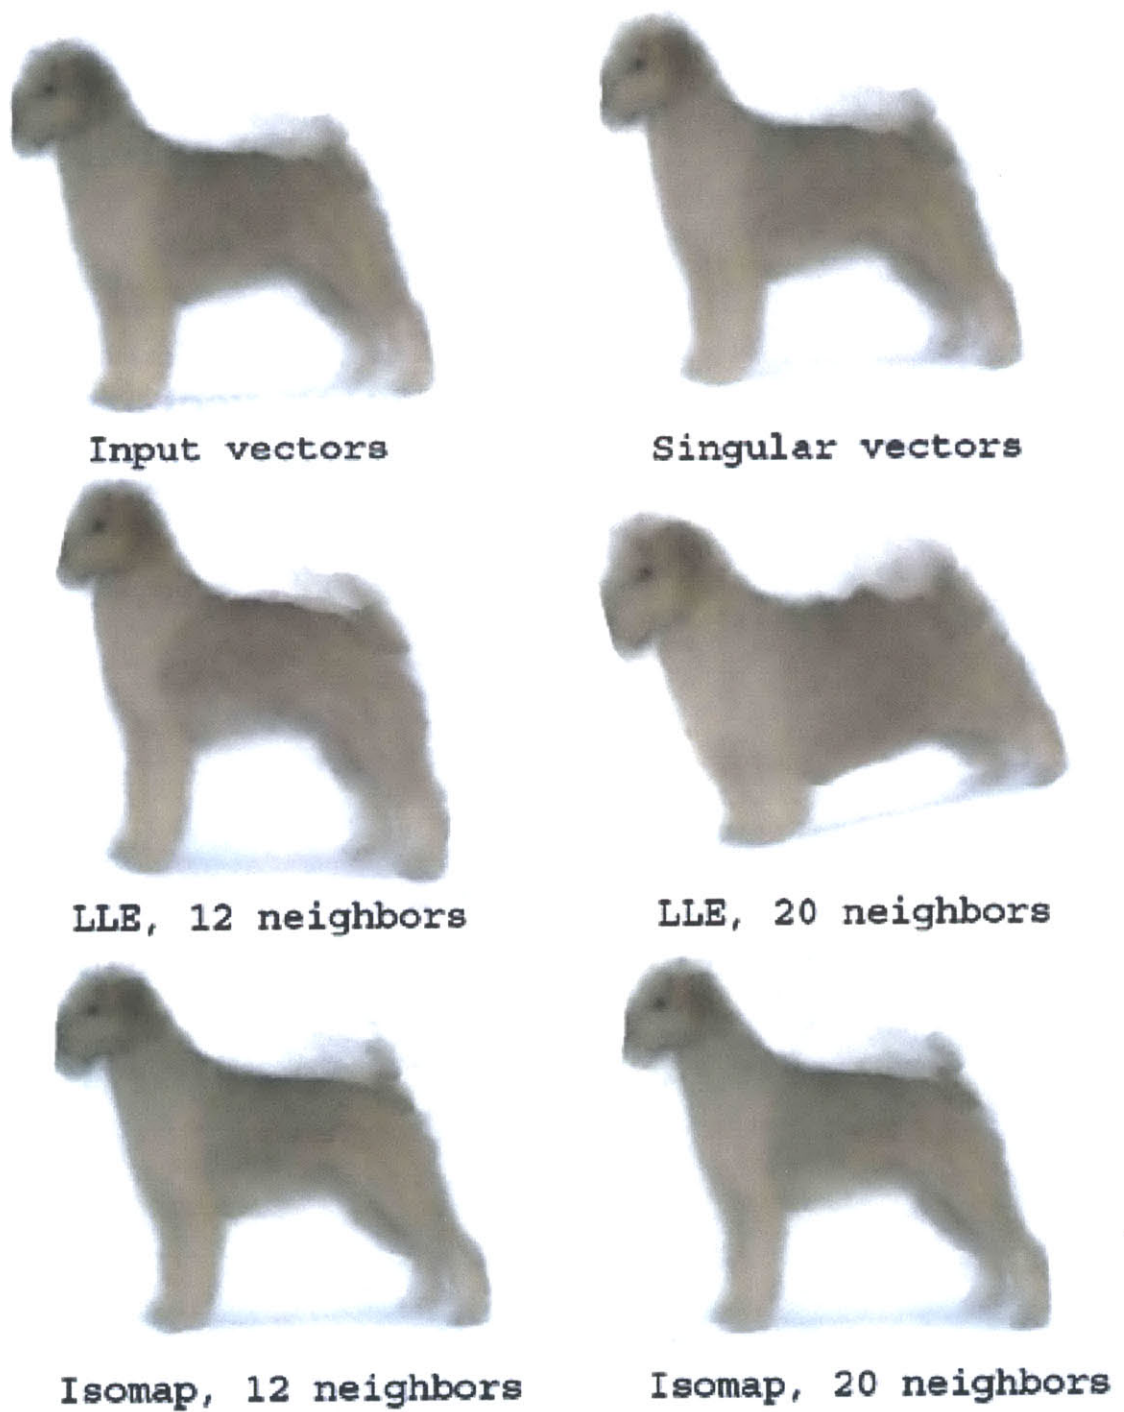 Input vectors
Singular vectors
LLE, 12 neighbors
LLE, 20 neighbors
Isomap, 12 neighbors
Isomap, 20 neighbors